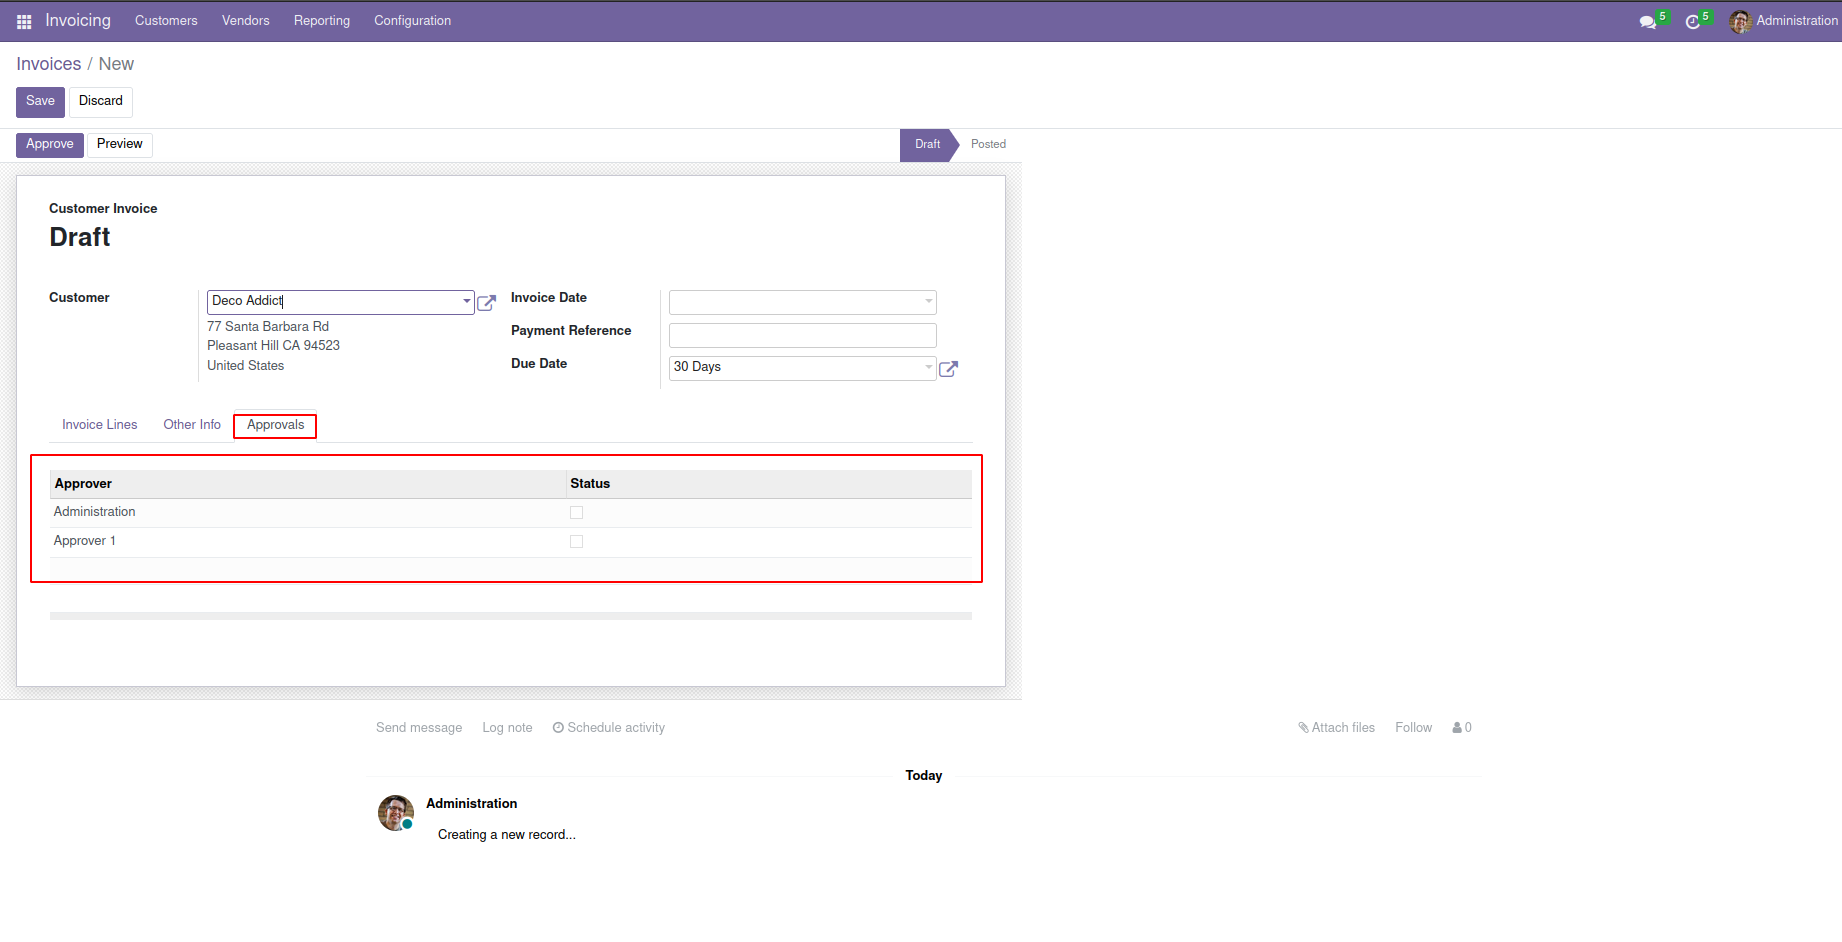 Invoicing Customers Vendors Reporting Configuration 5 5 Administration
Invoices / New
Save Discard
Approve Preview Draft Posted
Customer Invoice
Draft
Customer Deco Addict Invoice Date
77 Santa Barbara Rd Payment Reference
Pleasant Hill CA 94523
United States Due Date 30 Days
Invoice Lines Other Info Approvals
Approver Status
Administration
Approver 1
Send message Log note Schedule activity Attach files Follow 0
Today
Administration
Creating a new record...